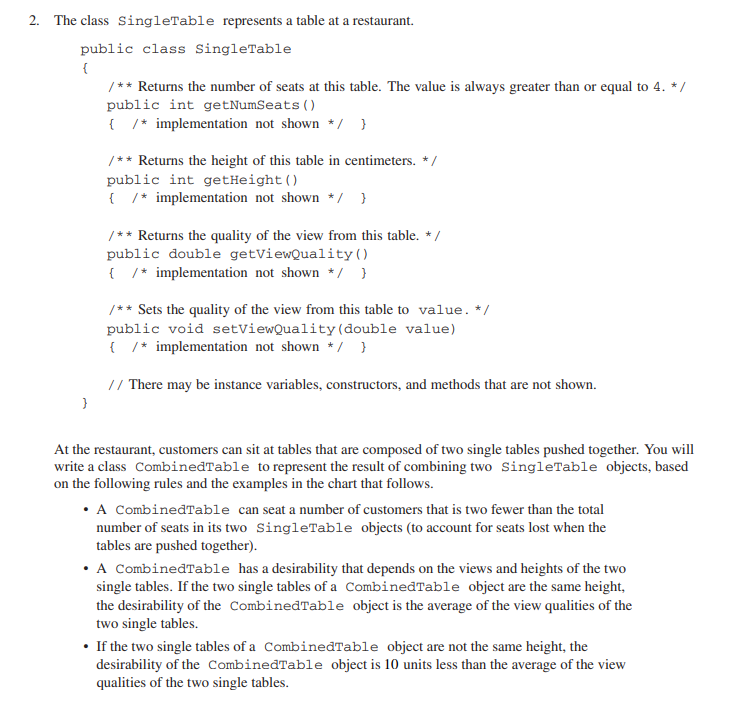 2. The class SingleTable represents a table at a restaurant.
public class SingleTable
{
/** Returns the number of seats at this table. The value is always greater than or equal to 4. */
public int getNumSeats()
{ /* implementation not shown */ }
/** Returns the height of this table in centimeters. */
public int getHeight()
{ /* implementation not shown */ }
/** Returns the quality of the view from this table. */
public double getViewQuality()
{ /* implementation not shown */ }
/** Sets the quality of the view from this table to value. */
public void setViewQuality(double value)
{ /* implementation not shown */ }
// There may be instance variables, constructors, and methods that are not shown.
}
At the restaurant, customers can sit at tables that are composed of two single tables pushed together. You will
write a class CombinedTable to represent the result of combining two SingleTable objects, based
on the following rules and the examples in the chart that follows.
• A CombinedTable can seat a number of customers that is two fewer than the total
number of seats in its two SingleTable objects (to account for seats lost when the
tables are pushed together).
• A CombinedTable has a desirability that depends on the views and heights of the two
single tables. If the two single tables of a CombinedTable object are the same height,
the desirability of the CombinedTable object is the average of the view qualities of the
two single tables.
• If the two single tables of a CombinedTable object are not the same height, the
desirability of the CombinedTable object is 10 units less than the average of the view
qualities of the two single tables.